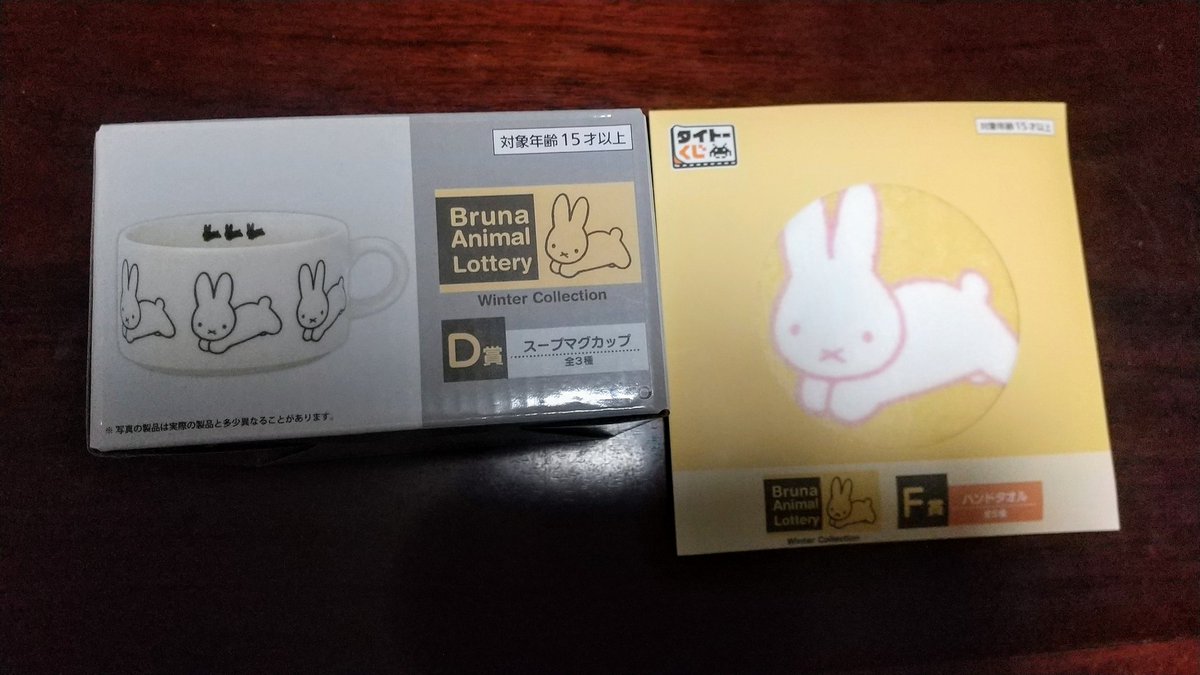 対象年齢15才以上
Bruna
Animal
Lottery
Winter Collection
D賞
スープマグカップ
全3種
※写真の製品は実際の製品と多少異なることがあります。
タイトー
くじ
対象年齢15才以上
Bruna
Animal
Lottery
Winter Collection
F賞
ハンドタオル